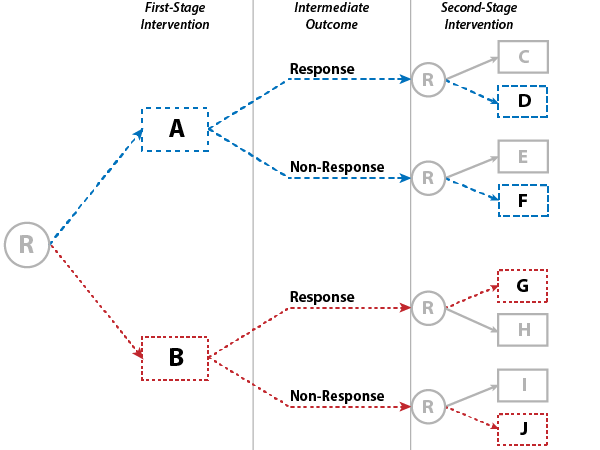 First-Stage
Intervention
Intermediate
Outcome
Second-Stage
Intervention
R
A
Response
R
C
D
Non-Response
R
E
F
B
Response
R
G
H
Non-Response
R
I
J